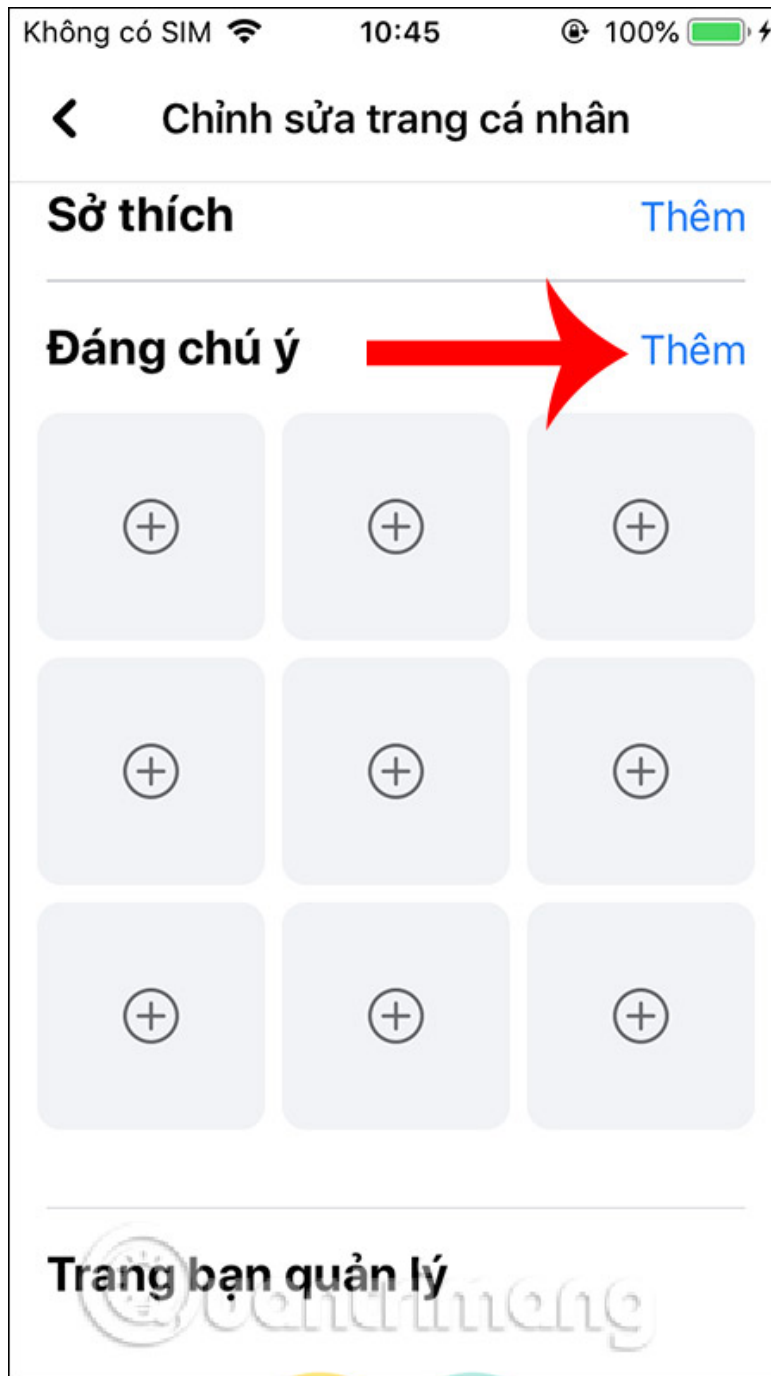 Không có SIM 10:45 100%
Chỉnh sửa trang cá nhân
Sở thích Thêm
Đáng chú ý Thêm
Trang bạn quản lý
Quantrimang